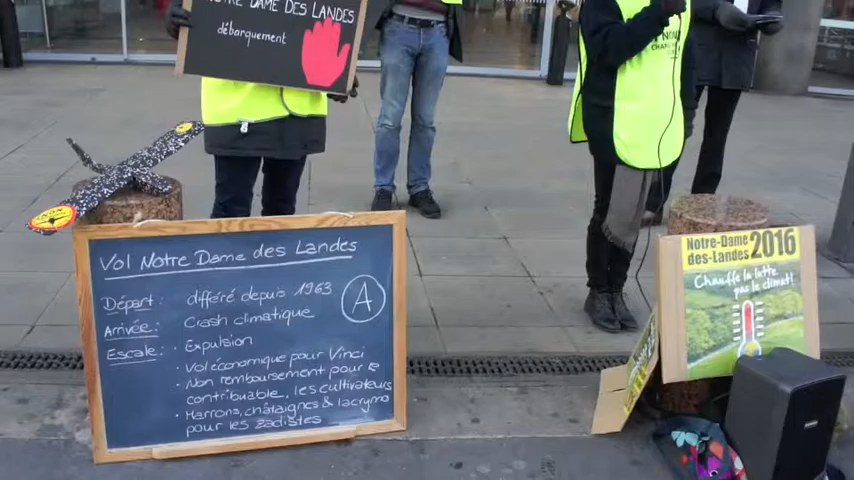 NOTRE DAME DES LANDES
débarquement
NON
Vol Notre Dame des Landes
Départ : différé depuis 1963
A
Arrivée : Crash climatique
Escale : • Expulsion
• Vol économique pour Vinci
Non remboursement pour le
contribuable, les cultivateurs
• Marrons, châtaignes & lacrymo
pour les zadistes
Notre-Dame-
des-Landes 2016
Chauffe la lutte
pas le climat!